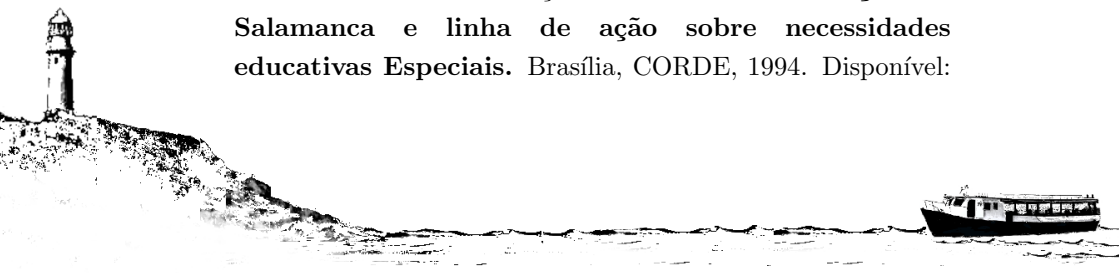 Salamanca e linha de ação sobre necessidades
educativas Especiais. Brasília, CORDE, 1994. Disponível: